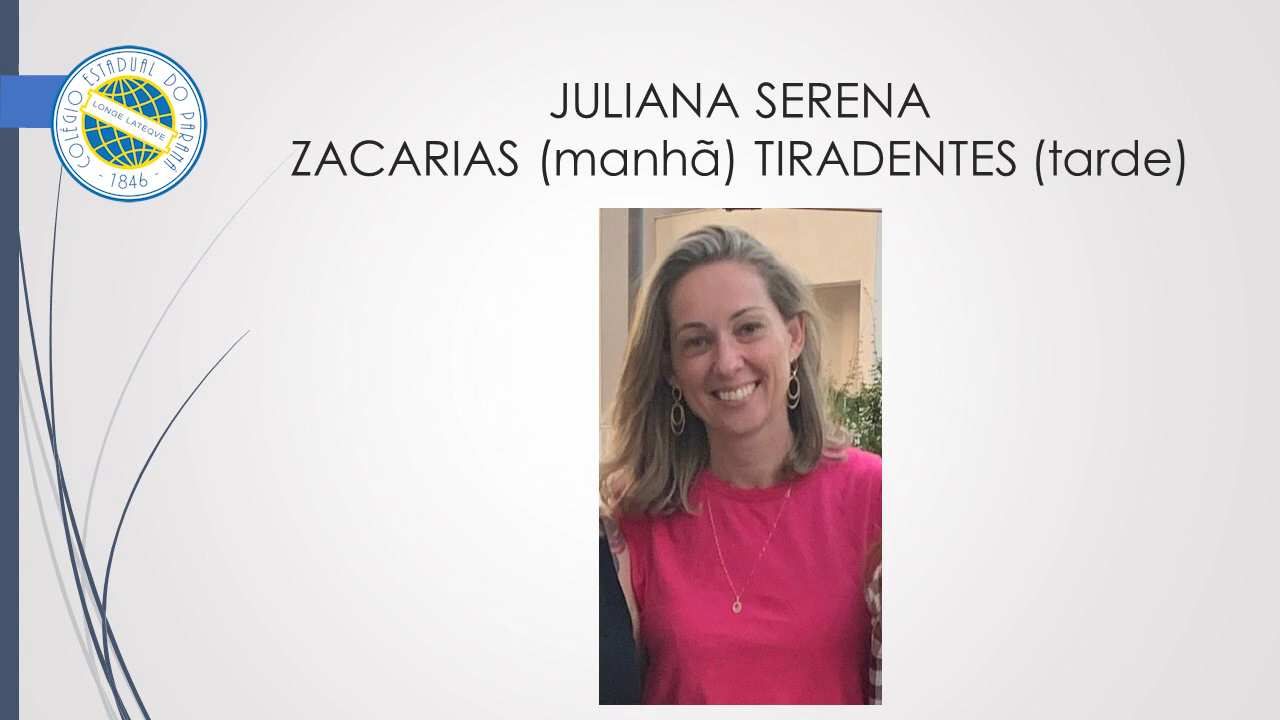 COLÉGIO ESTADUAL DO PARANÁ
LONGE LATEQVE
- 1846 -
JULIANA SERENA
ZACARIAS (manhã) TIRADENTES (tarde)